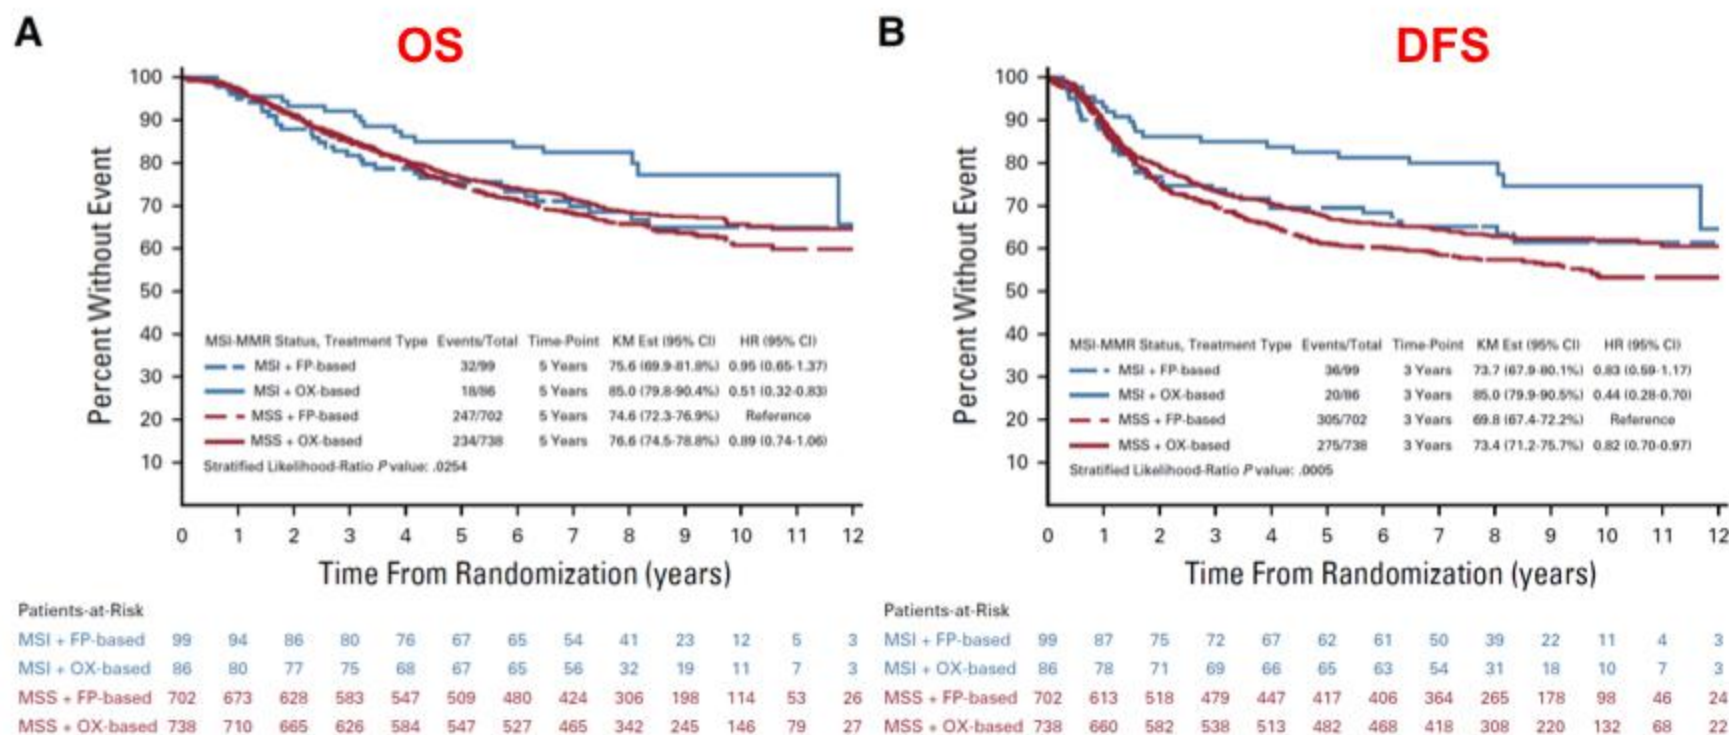 A
OS
Percent Without Event
100
90
80
70
60
50
40
30
20
10
MSI-MMR Status, Treatment Type Events/Total Time-Point KM Est (95% CI) HR (95% CI)
MSI + FP-based 32/99 5 Years 75.6 (69.9-81.8%) 0.95 (0.65-1.37)
MSI + OX-based 18/86 5 Years 85.0 (79.8-90.4%) 0.51 (0.32-0.83)
MSS + FP-based 247/702 5 Years 74.6 (72.3-76.9%) Reference
MSS + OX-based 234/738 5 Years 76.6 (74.5-78.8%) 0.89 (0.74-1.06)
Stratified Likelihood-Ratio P value: .0254
0 1 2 3 4 5 6 7 8 9 10 11 12
Time From Randomization (years)
Patients-at-Risk
MSI + FP-based 99 94 86 80 76 67 65 54 41 23 12 5 3
MSI + OX-based 86 80 77 75 68 67 65 56 32 19 11 7 3
MSS + FP-based 702 673 628 583 547 509 480 424 306 198 114 53 26
MSS + OX-based 738 710 665 626 584 547 527 465 342 245 146 79 27
B
DFS
Percent Without Event
100
90
80
70
60
50
40
30
20
10
MSI-MMR Status, Treatment Type Events/Total Time-Point KM Est (95% CI) HR (95% CI)
MSI + FP-based 36/99 3 Years 73.7 (67.9-80.1%) 0.83 (0.59-1.17)
MSI + OX-based 20/86 3 Years 85.0 (79.9-90.5%) 0.44 (0.28-0.70)
MSS + FP-based 305/702 3 Years 69.8 (67.4-72.2%) Reference
MSS + OX-based 275/738 3 Years 73.4 (71.2-75.7%) 0.82 (0.70-0.97)
Stratified Likelihood-Ratio P value: .0005
0 1 2 3 4 5 6 7 8 9 10 11 12
Time From Randomization (years)
Patients-at-Risk
MSI + FP-based 99 87 75 72 67 62 61 50 39 22 11 4 3
MSI + OX-based 86 78 71 69 66 65 63 54 31 18 10 7 3
MSS + FP-based 702 613 518 479 447 417 406 364 265 178 98 46 24
MSS + OX-based 738 660 582 538 513 482 468 418 308 220 132 68 22